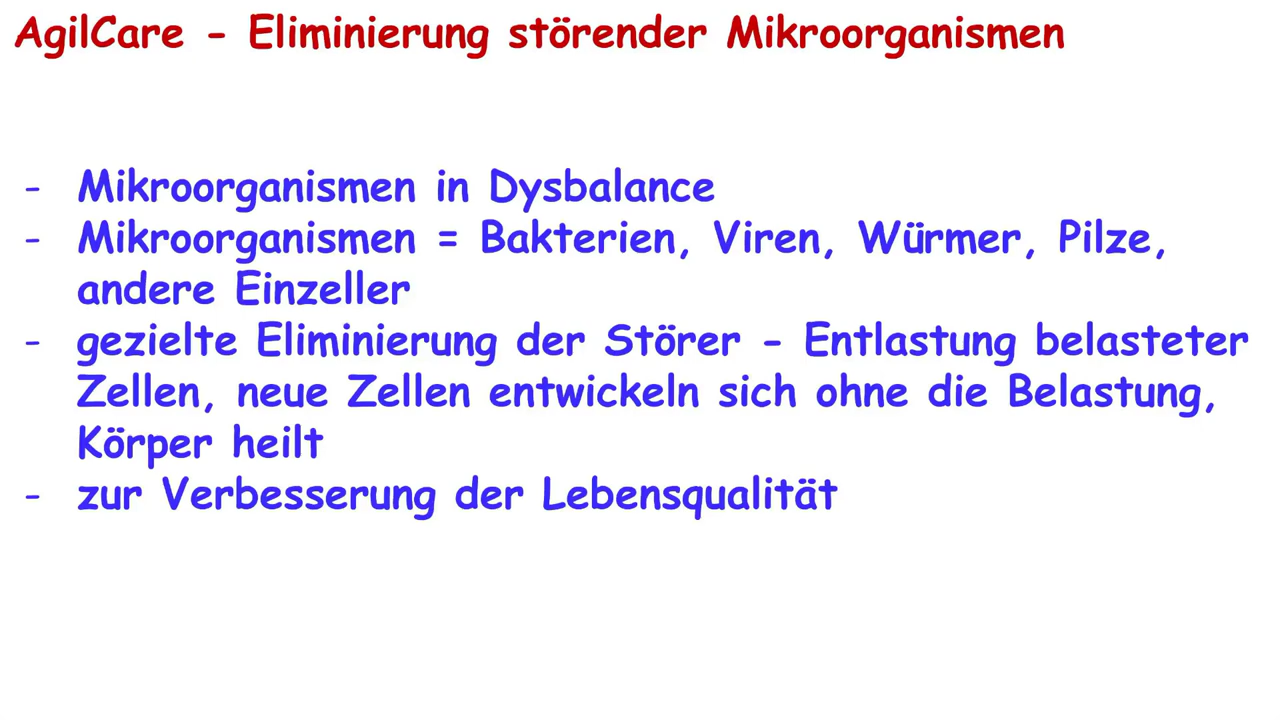 AgilCare - Eliminierung störender Mikroorganismen
- Mikroorganismen in Dysbalance
- Mikroorganismen = Bakterien, Viren, Würmer, Pilze,
andere Einzeller
- gezielte Eliminierung der Störer - Entlastung belasteter
Zellen, neue Zellen entwickeln sich ohne die Belastung,
Körper heilt
- zur Verbesserung der Lebensqualität